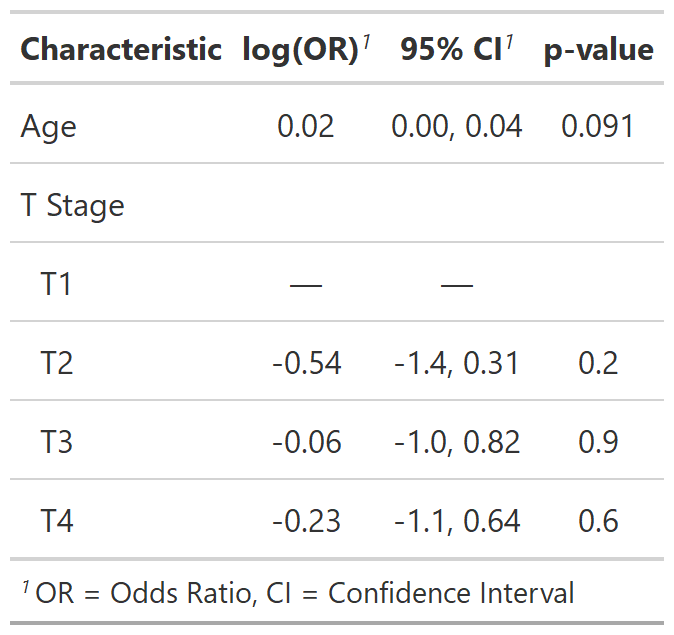 Characteristic log(OR)¹ 95% CI¹ p-value
Age 0.02 0.00, 0.04 0.091
T Stage
T1 — —
T2 -0.54 -1.4, 0.31 0.2
T3 -0.06 -1.0, 0.82 0.9
T4 -0.23 -1.1, 0.64 0.6
¹ OR = Odds Ratio, CI = Confidence Interval